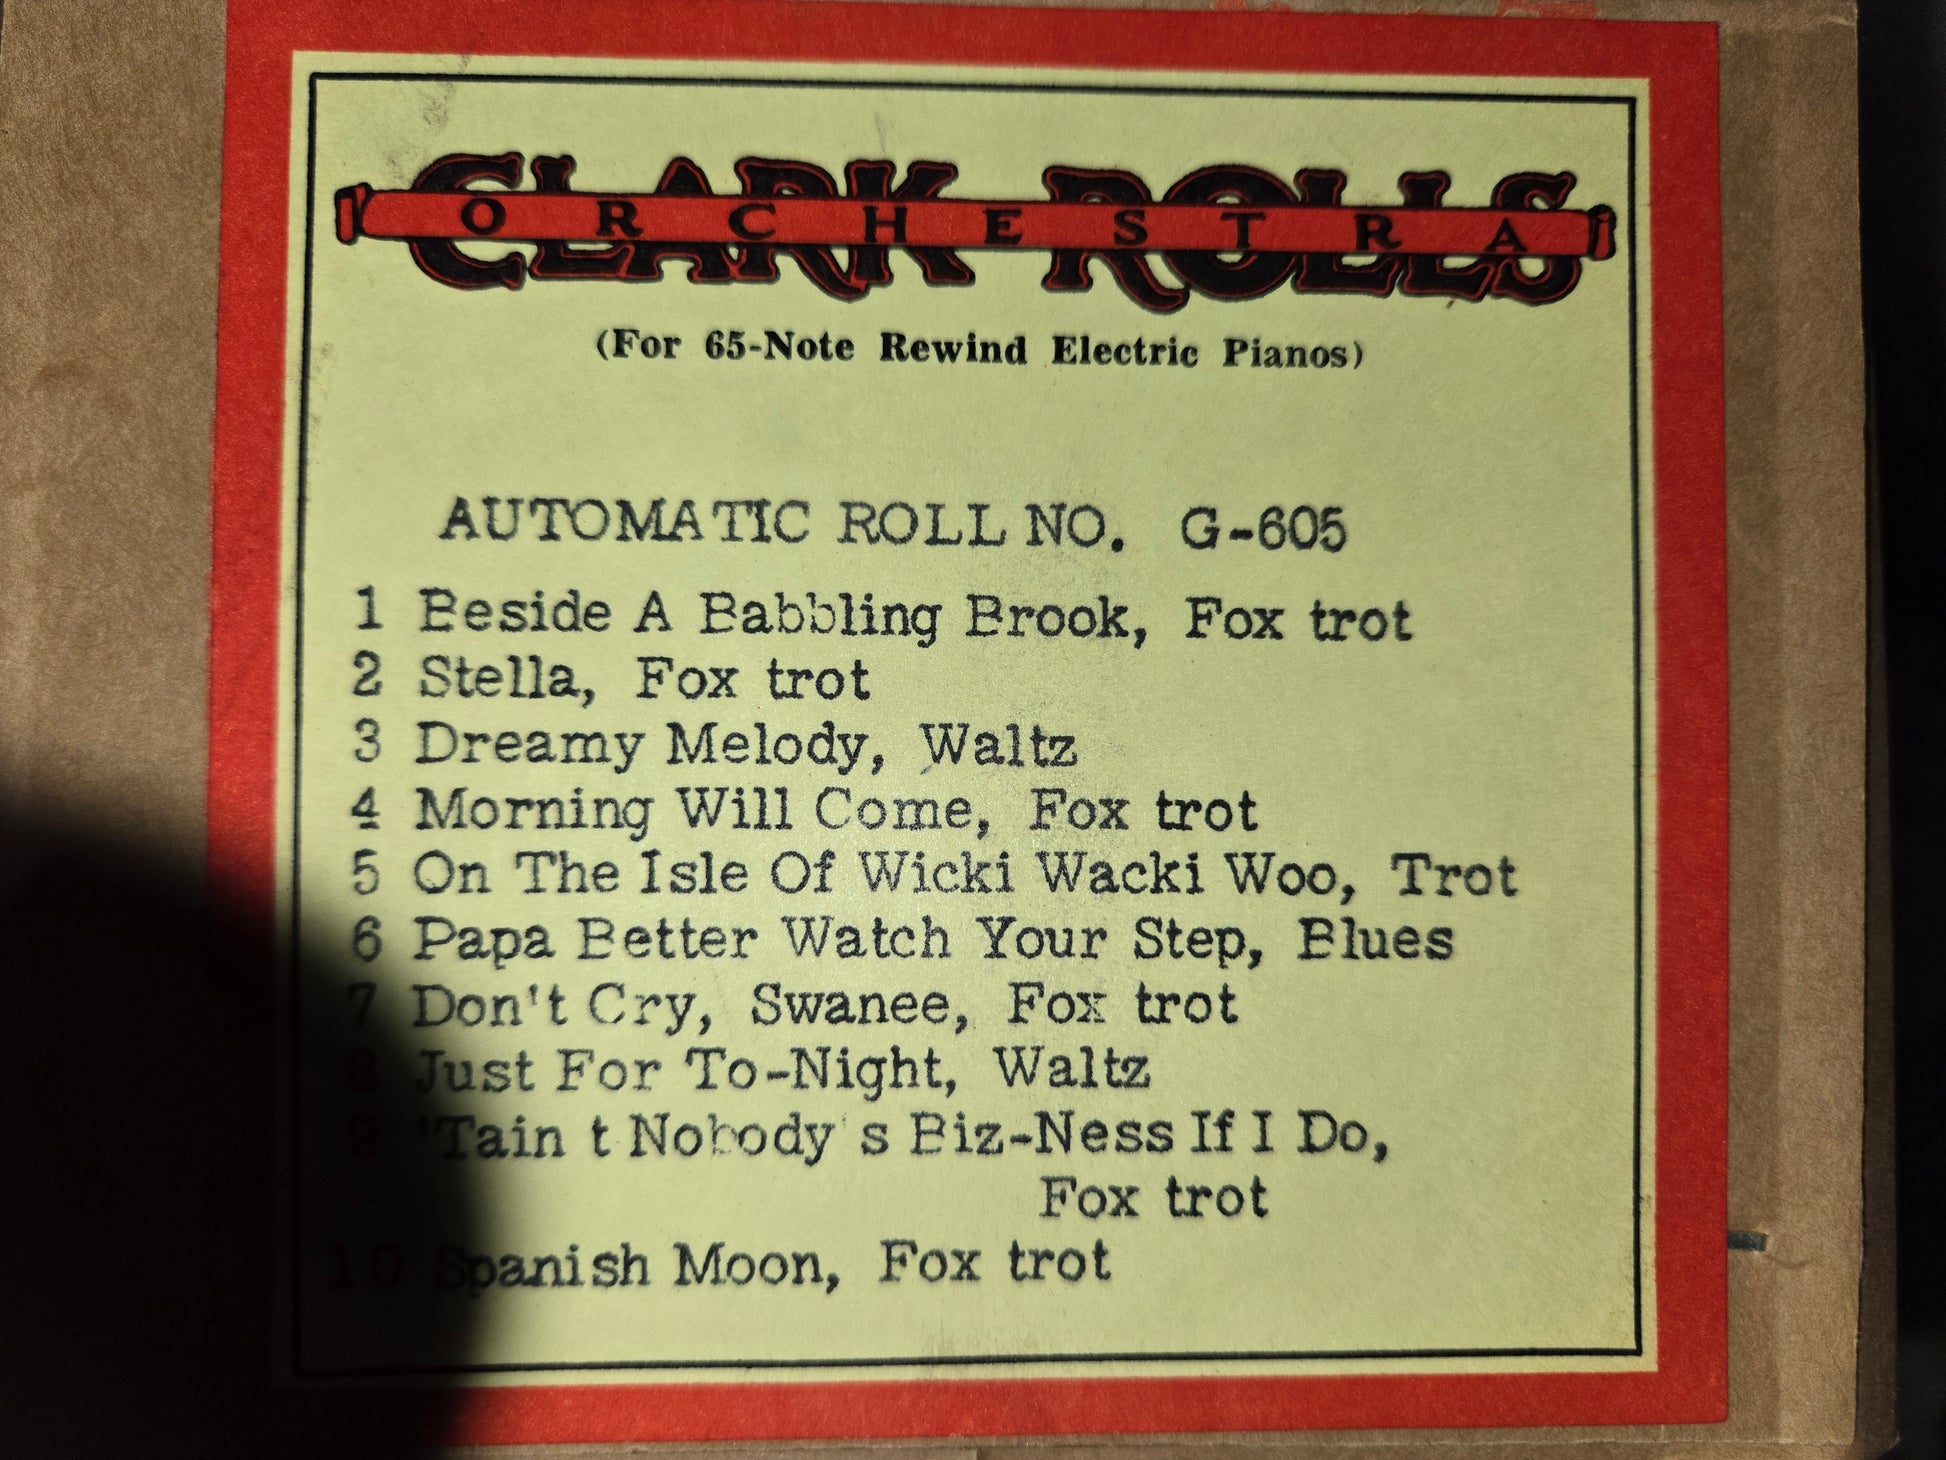 CLARK ROLLS
ORCHESTRA
(For 65-Note Rewind Electric Pianos)
AUTOMATIC ROLL NO. G-605
1 Beside A Babbling Brook, Fox trot
2 Stella, Fox trot
3 Dreamy Melody, Waltz
4 Morning Will Come, Fox trot
5 On The Isle Of Wicki Wacki Woo, Trot
6 Papa Better Watch Your Step, Blues
7 Don't Cry, Swanee, Fox trot
8 Just For To-Night, Waltz
9 'Tain t Nobody's Biz-Ness If I Do,
Fox trot
10 Spanish Moon, Fox trot